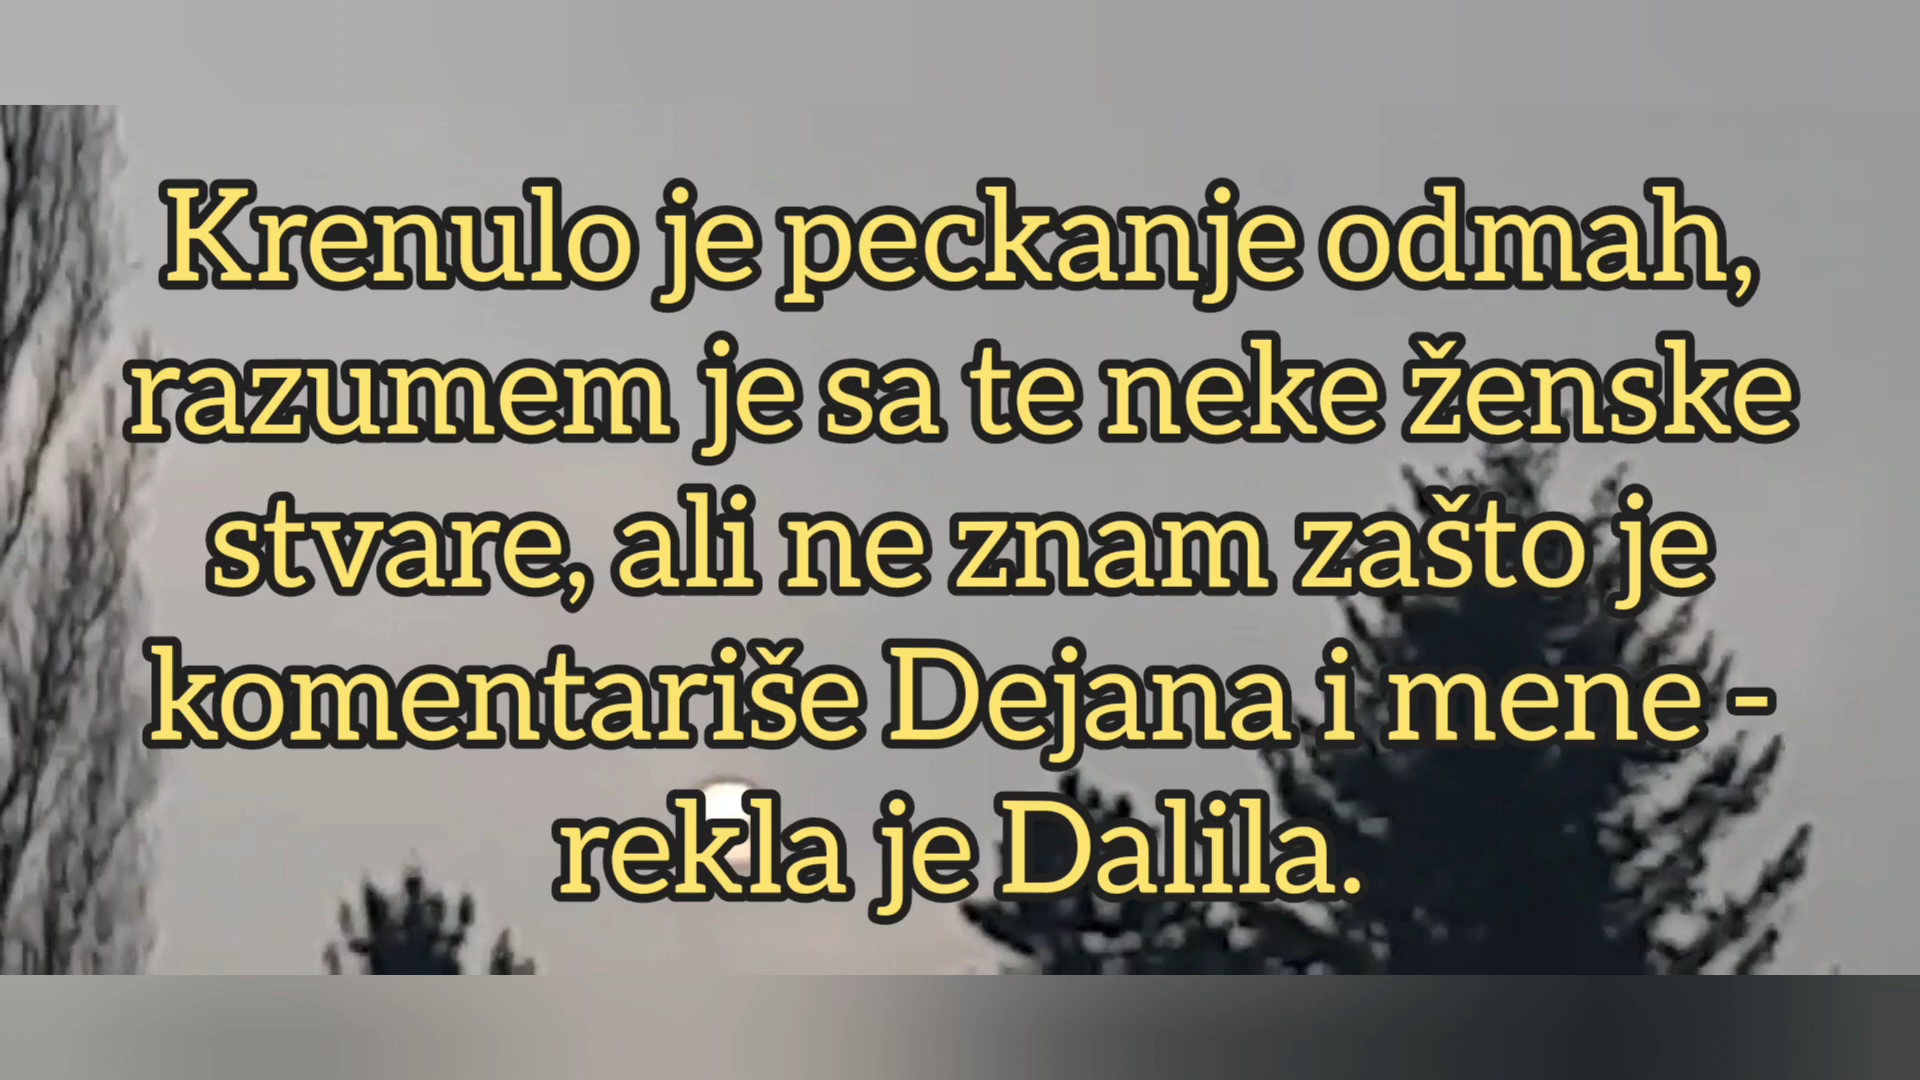 Krenulo je peckanje odmah,
razumem je sa te neke ženske
stvare, ali ne znam zašto je
komentariše Dejana i mene -
rekla je Dalila.